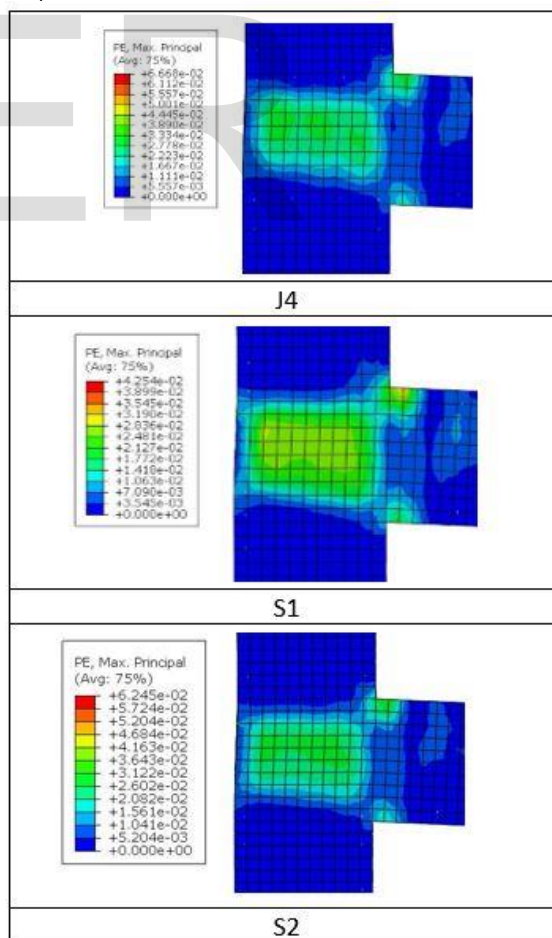 ER
PE, Max. Principal
(Avg: 75%)
+6.668e-02
+6.112e-02
+5.557e-02
+5.001e-02
+4.445e-02
+3.890e-02
+3.334e-02
+2.778e-02
+2.223e-02
+1.667e-02
+1.111e-02
+5.557e-03
+0.000e+00
J4
PE, Max. Principal
(Avg: 75%)
+4.254e-02
+3.899e-02
+3.545e-02
+3.190e-02
+2.836e-02
+2.481e-02
+2.127e-02
+1.772e-02
+1.418e-02
+1.063e-02
+7.090e-03
+3.545e-03
+0.000e+00
S1
PE, Max. Principal
(Avg: 75%)
+6.245e-02
+5.724e-02
+5.204e-02
+4.684e-02
+4.163e-02
+3.643e-02
+3.122e-02
+2.602e-02
+2.082e-02
+1.561e-02
+1.041e-02
+5.204e-03
+0.000e+00
S2